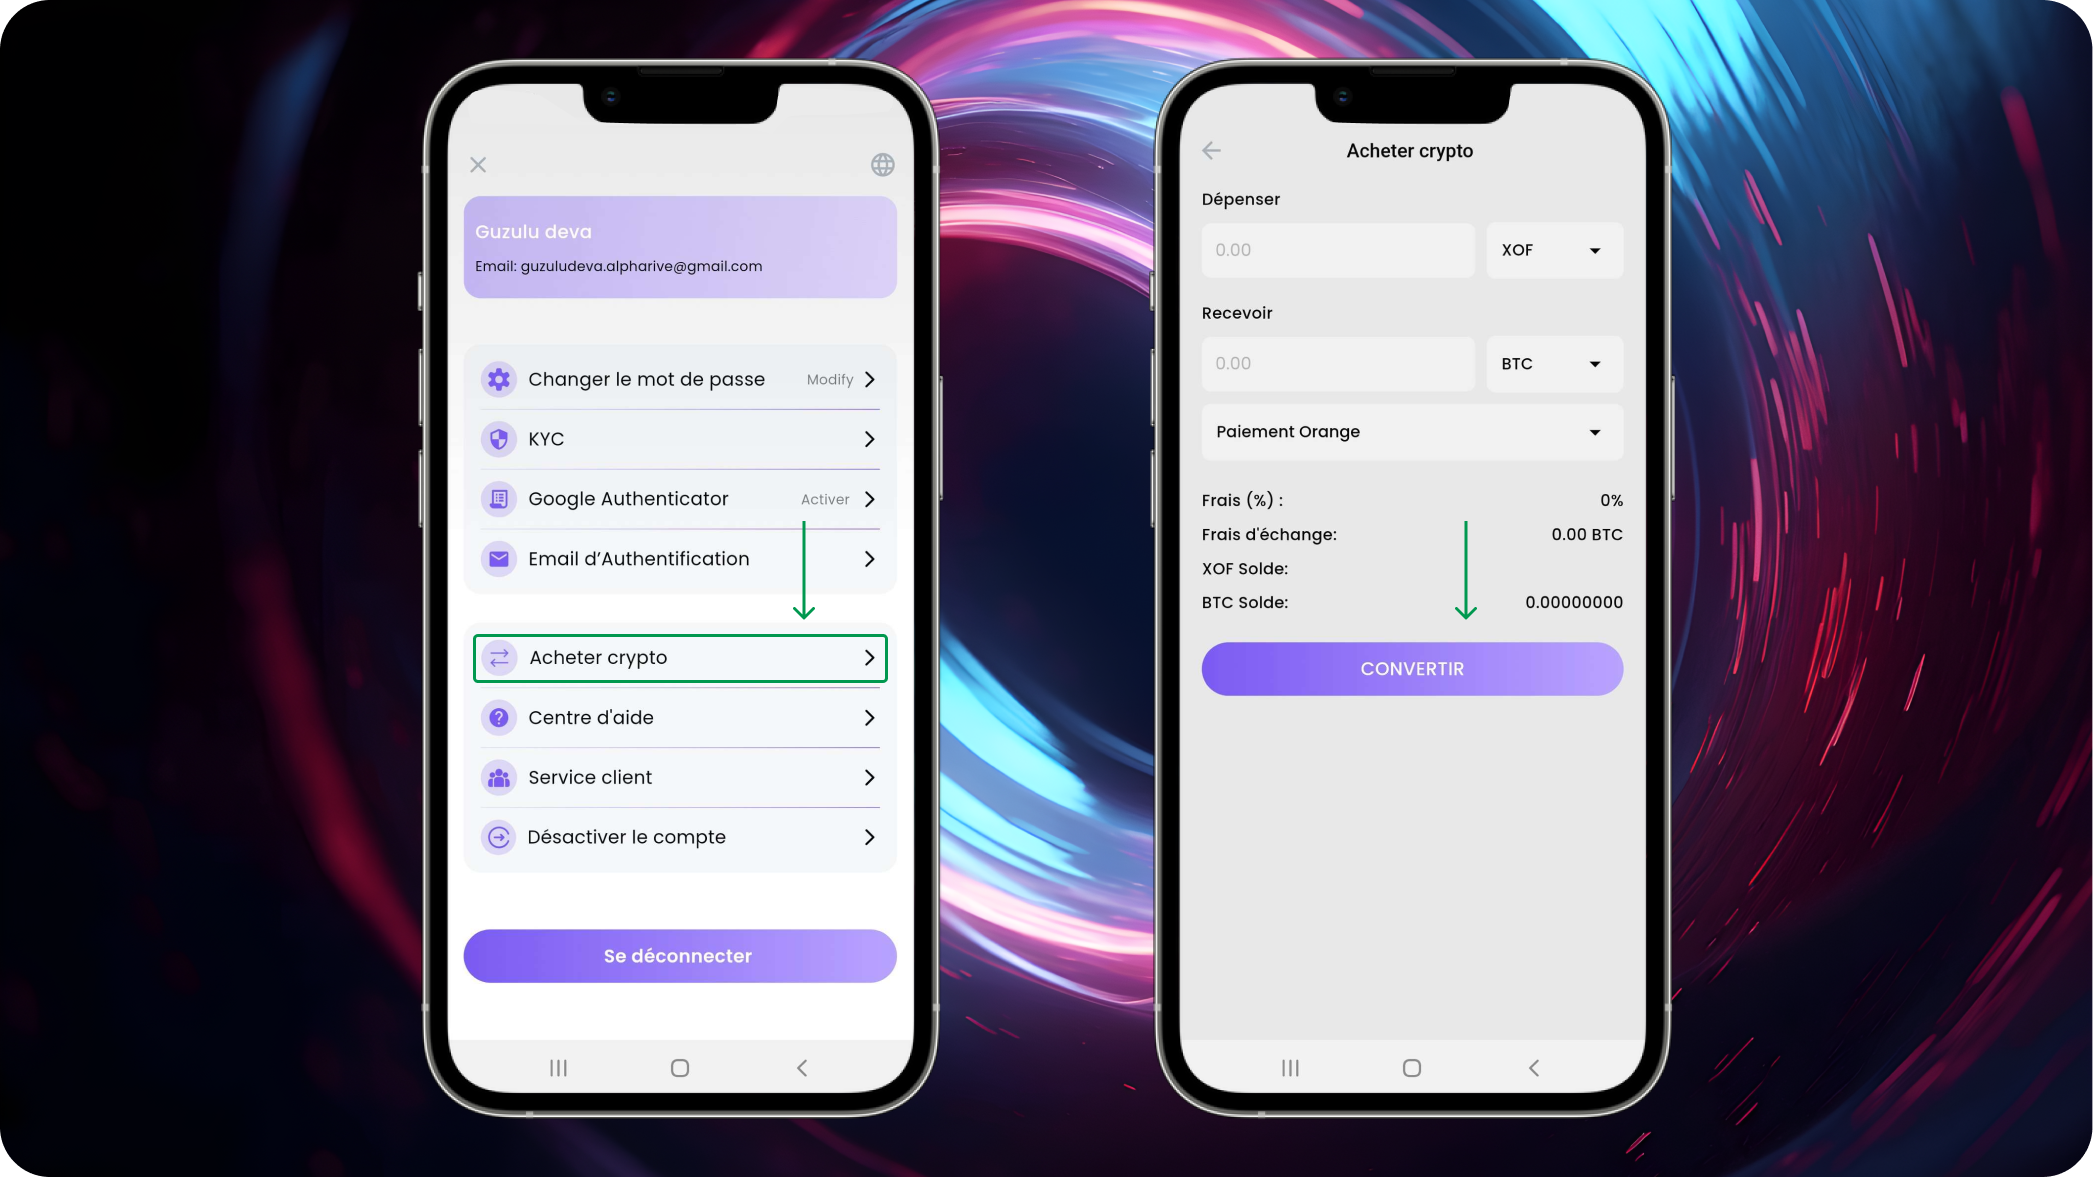 Guzulu deva
Email: guzuludeva.alpharive@gmail.com
Changer le mot de passe Modify
KYC
Google Authenticator Activer
Email d’Authentification
Acheter crypto
Centre d'aide
Service client
Désactiver le compte
Se déconnecter
Acheter crypto
Dépenser
0.00 XOF
Recevoir
0.00 BTC
Paiement Orange
Frais (%) : 0%
Frais d'échange: 0.00 BTC
XOF Solde:
BTC Solde: 0.00000000
CONVERTIR